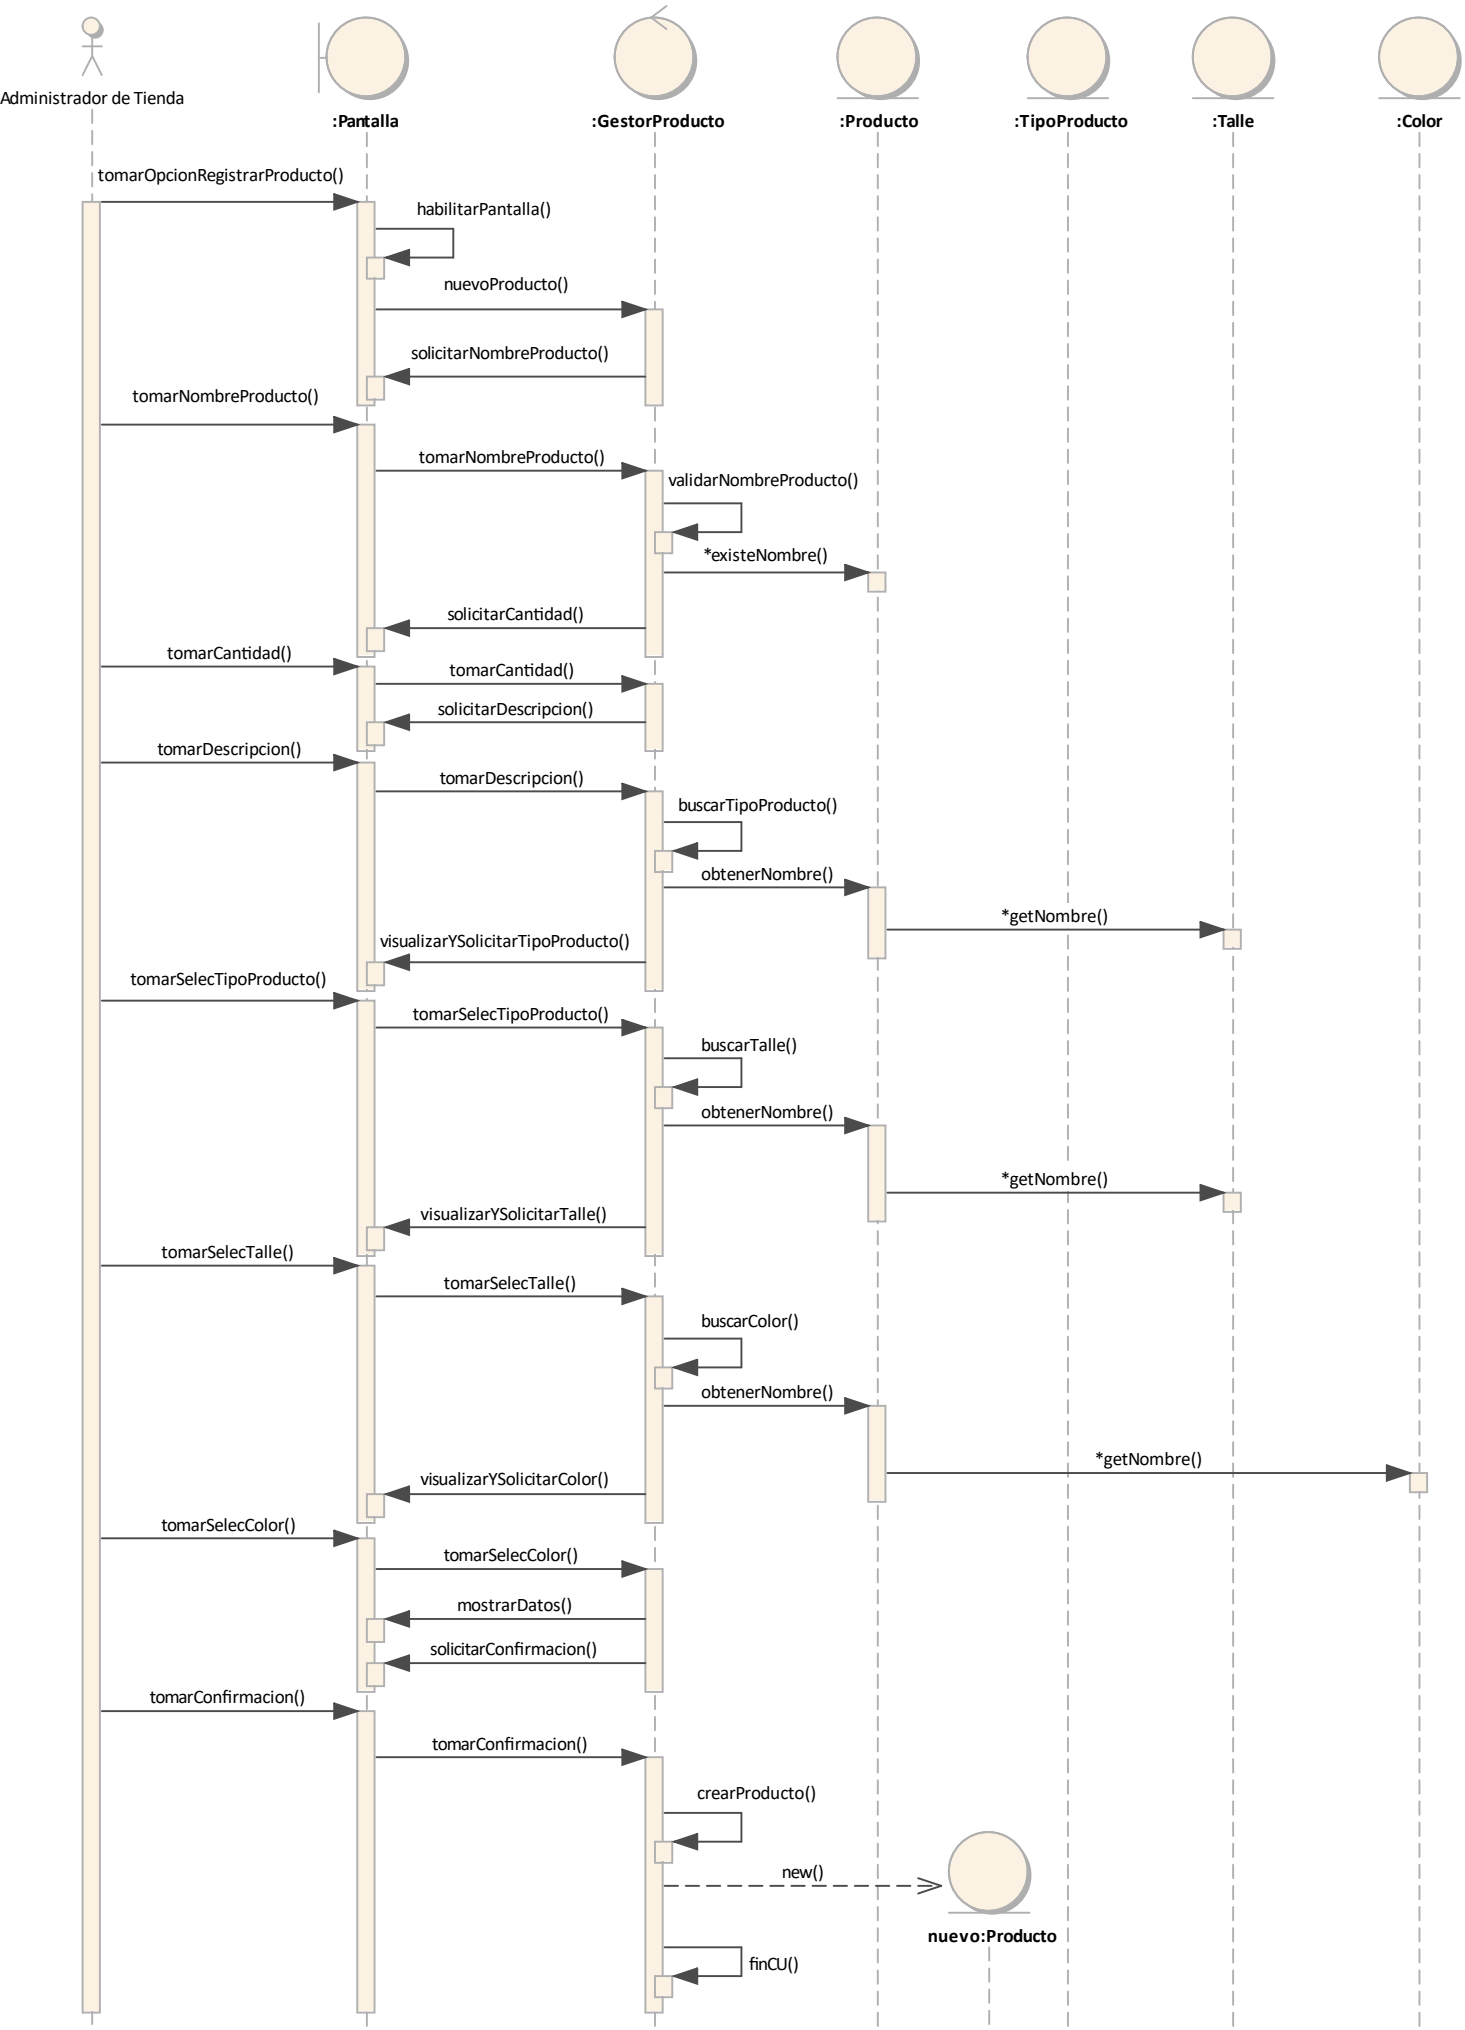 Administrador de Tienda
:Pantalla
:GestorProducto
:Producto
:TipoProducto
:Talle
:Color
tomarOpcionRegistrarProducto()
habilitarPantalla()
nuevoProducto()
solicitarNombreProducto()
tomarNombreProducto()
tomarNombreProducto()
validarNombreProducto()
*existeNombre()
solicitarCantidad()
tomarCantidad()
tomarCantidad()
solicitarDescripcion()
tomarDescripcion()
tomarDescripcion()
buscarTipoProducto()
obtenerNombre()
*getNombre()
visualizarYSolicitarTipoProducto()
tomarSelecTipoProducto()
tomarSelecTipoProducto()
buscarTalle()
obtenerNombre()
*getNombre()
visualizarYSolicitarTalle()
tomarSelecTalle()
tomarSelecTalle()
buscarColor()
obtenerNombre()
*getNombre()
visualizarYSolicitarColor()
tomarSelecColor()
tomarSelecColor()
mostrarDatos()
solicitarConfirmacion()
tomarConfirmacion()
tomarConfirmacion()
crearProducto()
new()
nuevo:Producto
finCU()